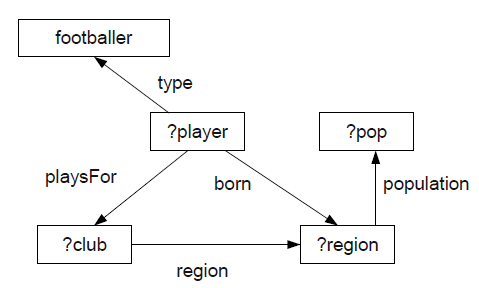 footballer
type
?player
?pop
playsFor
born
population
?club
?region
region